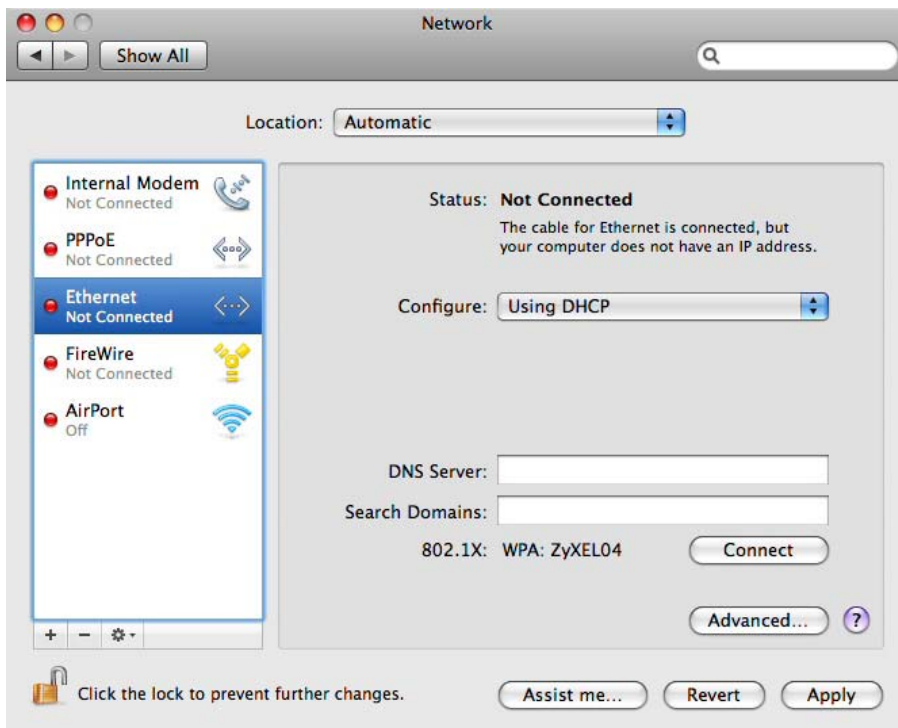 Network
Show All
Location: Automatic
Internal Modem
Not Connected
PPPoE
Not Connected
Ethernet
Not Connected
FireWire
Not Connected
AirPort
Off
Status: Not Connected
The cable for Ethernet is connected, but
your computer does not have an IP address.
Configure: Using DHCP
DNS Server:
Search Domains:
802.1X: WPA: ZyXEL04 Connect
Advanced... ?
+ −
Click the lock to prevent further changes.
Assist me... Revert Apply